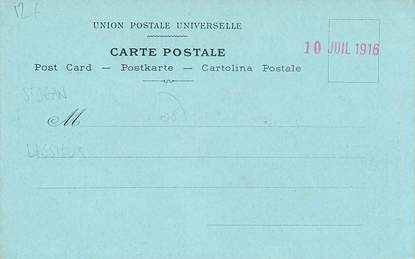 UNION POSTALE UNIVERSELLE
CARTE POSTALE
10 JUIL 1916
Post Card — Postkarte — Cartolina Postale
M